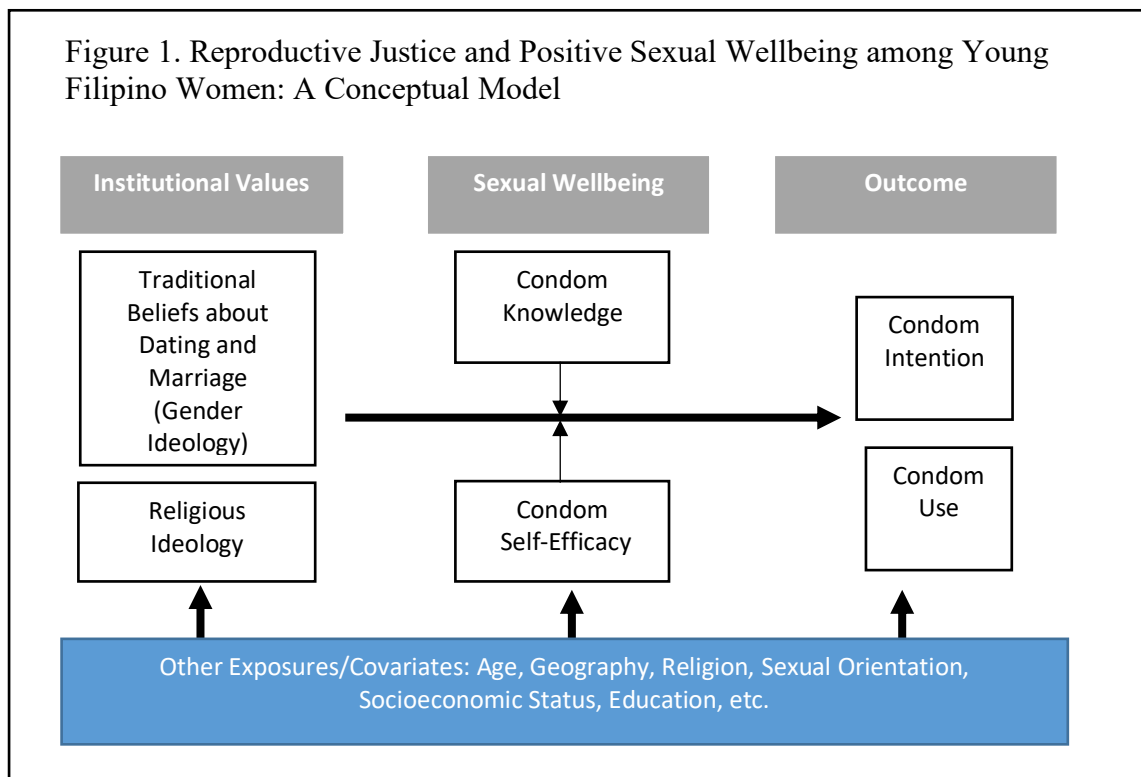 Figure 1. Reproductive Justice and Positive Sexual Wellbeing among Young
Filipino Women: A Conceptual Model
Institutional Values
Sexual Wellbeing
Outcome
Traditional
Beliefs about
Dating and
Marriage
(Gender
Ideology)
Religious
Ideology
Condom
Knowledge
Condom
Self-Efficacy
Condom
Intention
Condom
Use
Other Exposures/Covariates: Age, Geography, Religion, Sexual Orientation,
Socioeconomic Status, Education, etc.